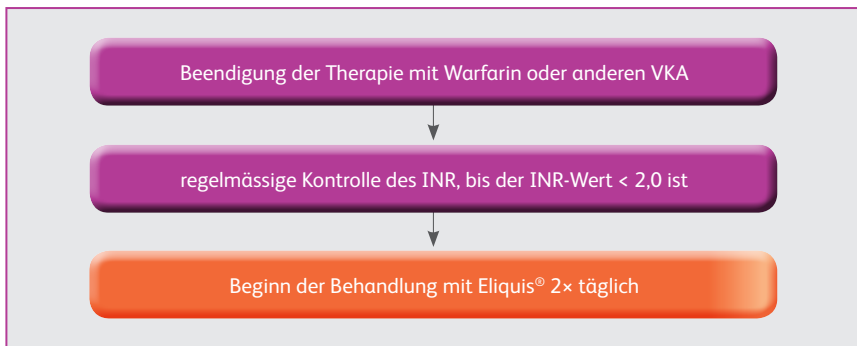 Beendigung der Therapie mit Warfarin oder anderen VKA
regelmässige Kontrolle des INR, bis der INR-Wert < 2,0 ist
Beginn der Behandlung mit Eliquis® 2× täglich